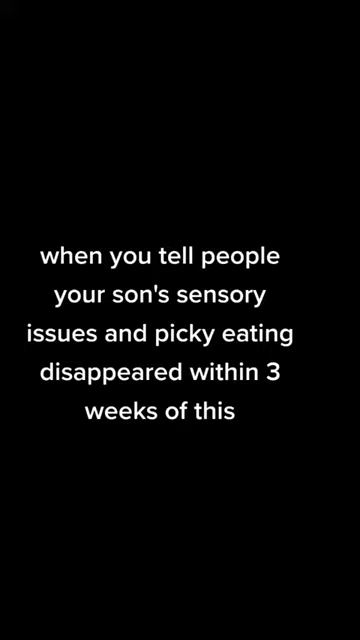 when you tell people
your son's sensory
issues and picky eating
disappeared within 3
weeks of this